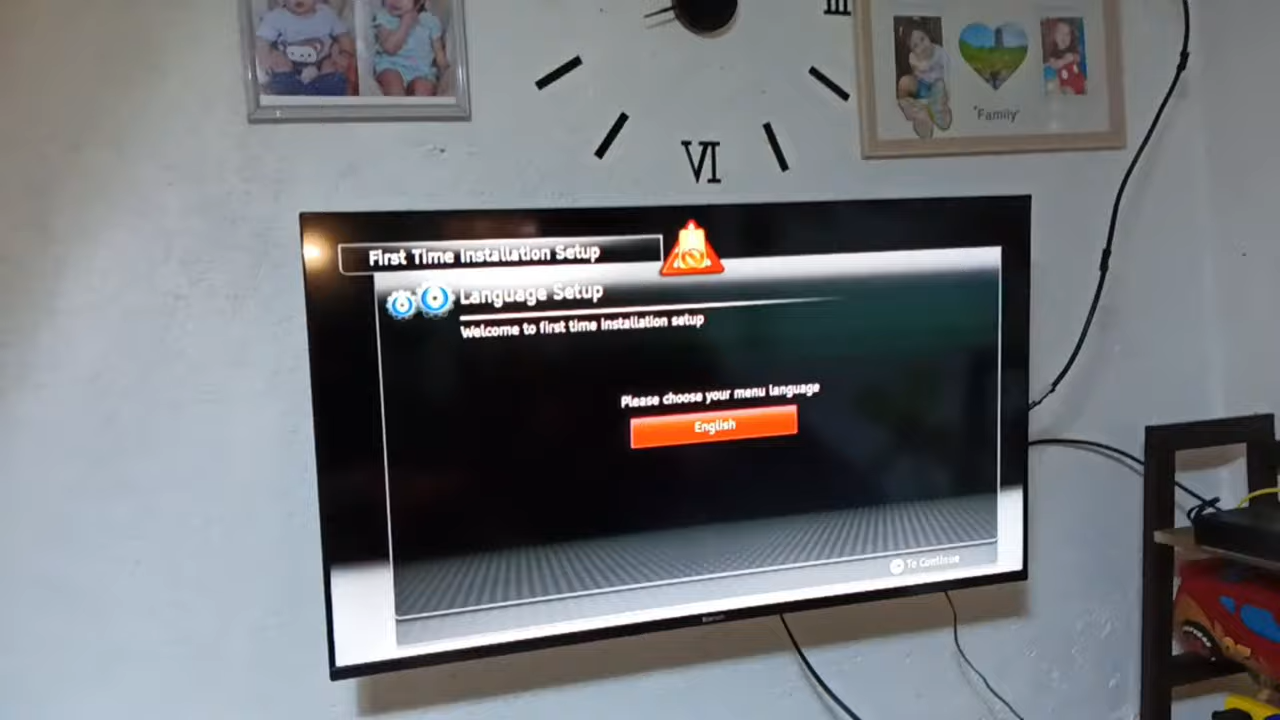 III
"Family"
VI
First Time Installation Setup
Language Setup
Welcome to first time installation setup
Please choose your menu language
English
To Continue